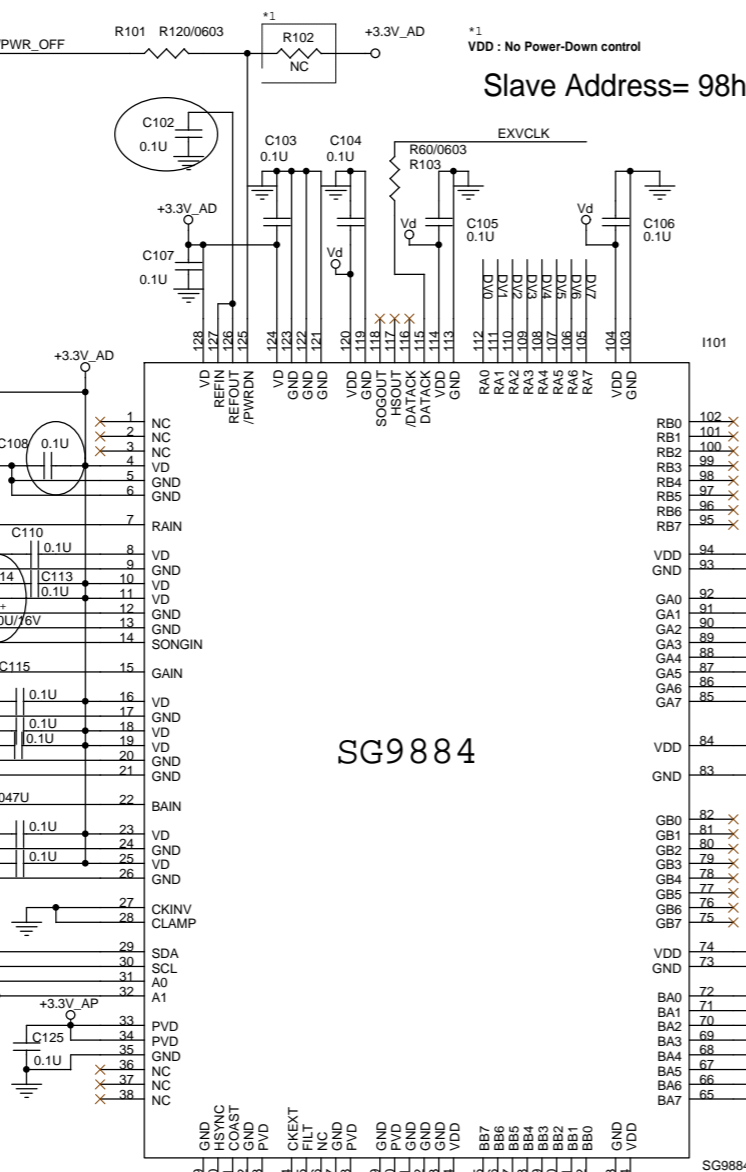 *1
R101 R120/0603 R102 +3.3V_AD
*1
VDD : No Power-Down control
/PWR_OFF
NC
Slave Address= 98h
C102
0.1U
C103
0.1U
C104
0.1U
EXVCLK
R60/0603
R103
+3.3V_AD
Vd
Vd
C105
0.1U
Vd
C106
0.1U
C107
0.1U
DV0 DV1 DV2 DV3 DV4 DV5 DV6 DV7
128 127 126 125 124 123 122 121 120 119 118 117 116 115 114 113 112 111 110 109 108 107 106 105 104 103
I101
+3.3V_AD
VD REFIN REFOUT /PWRDN VD GND GND GND VDD GND SOGOUT HSOUT /DATACK DATACK VDD GND RA0 RA1 RA2 RA3 RA4 RA5 RA6 RA7 VDD GND
1 NC RB0 102
2 NC RB1 101
3 NC RB2 100
C108 0.1U
4 VD RB3 99
5 GND RB4 98
6 GND RB5 97
RB6 96
7 RAIN RB7 95
C110
0.1U
8 VD VDD 94
9 GND GND 93
14 C113
0.1U
10 VD
11 VD GA0 92
12 GND GA1 91
+
0U/16V
13 GND GA2 90
14 SONGIN GA3 89
GA4 88
C115
15 GAIN GA5 87
GA6 86
0.1U
16 VD GA7 85
17 GND
0.1U
18 VD
0.1U
19 VD VDD 84
20 GND
21 GND GND 83
SG9884
047U
22 BAIN
GB0 82
0.1U
23 VD GB1 81
24 GND GB2 80
0.1U
25 VD GB3 79
26 GND GB4 78
GB5 77
27 CKINV GB6 76
28 CLAMP GB7 75
29 SDA VDD 74
30 SCL GND 73
31 A0
32 A1 BA0 72
+3.3V_AP
BA1 71
33 PVD BA2 70
34 PVD BA3 69
C125
0.1U
35 GND BA4 68
36 NC BA5 67
37 NC BA6 66
38 NC BA7 65
GND HSYNC COAST GND PVD CKEXT FILT NC GND PVD GND PVD GND GND GND VDD BB7 BB6 BB5 BB4 BB3 BB2 BB1 BB0 GND VDD
SG9884